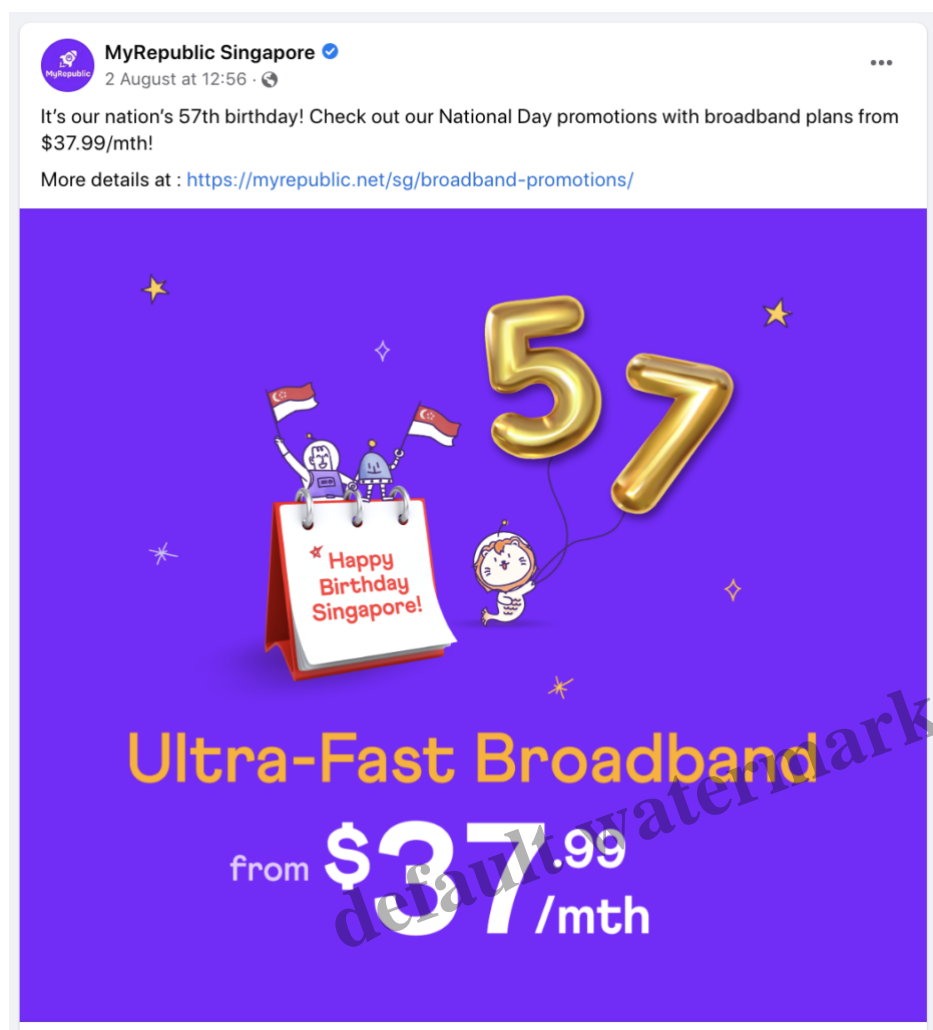 MyRepublic Singapore
MyRepublic
2 August at 12:56 ·
It's our nation's 57th birthday! Check out our National Day promotions with broadband plans from
$37.99/mth!
More details at : https://myrepublic.net/sg/broadband-promotions/
57
Happy
Birthday
Singapore!
Ultra-Fast Broadband
from $37.99
/mth
default watermark